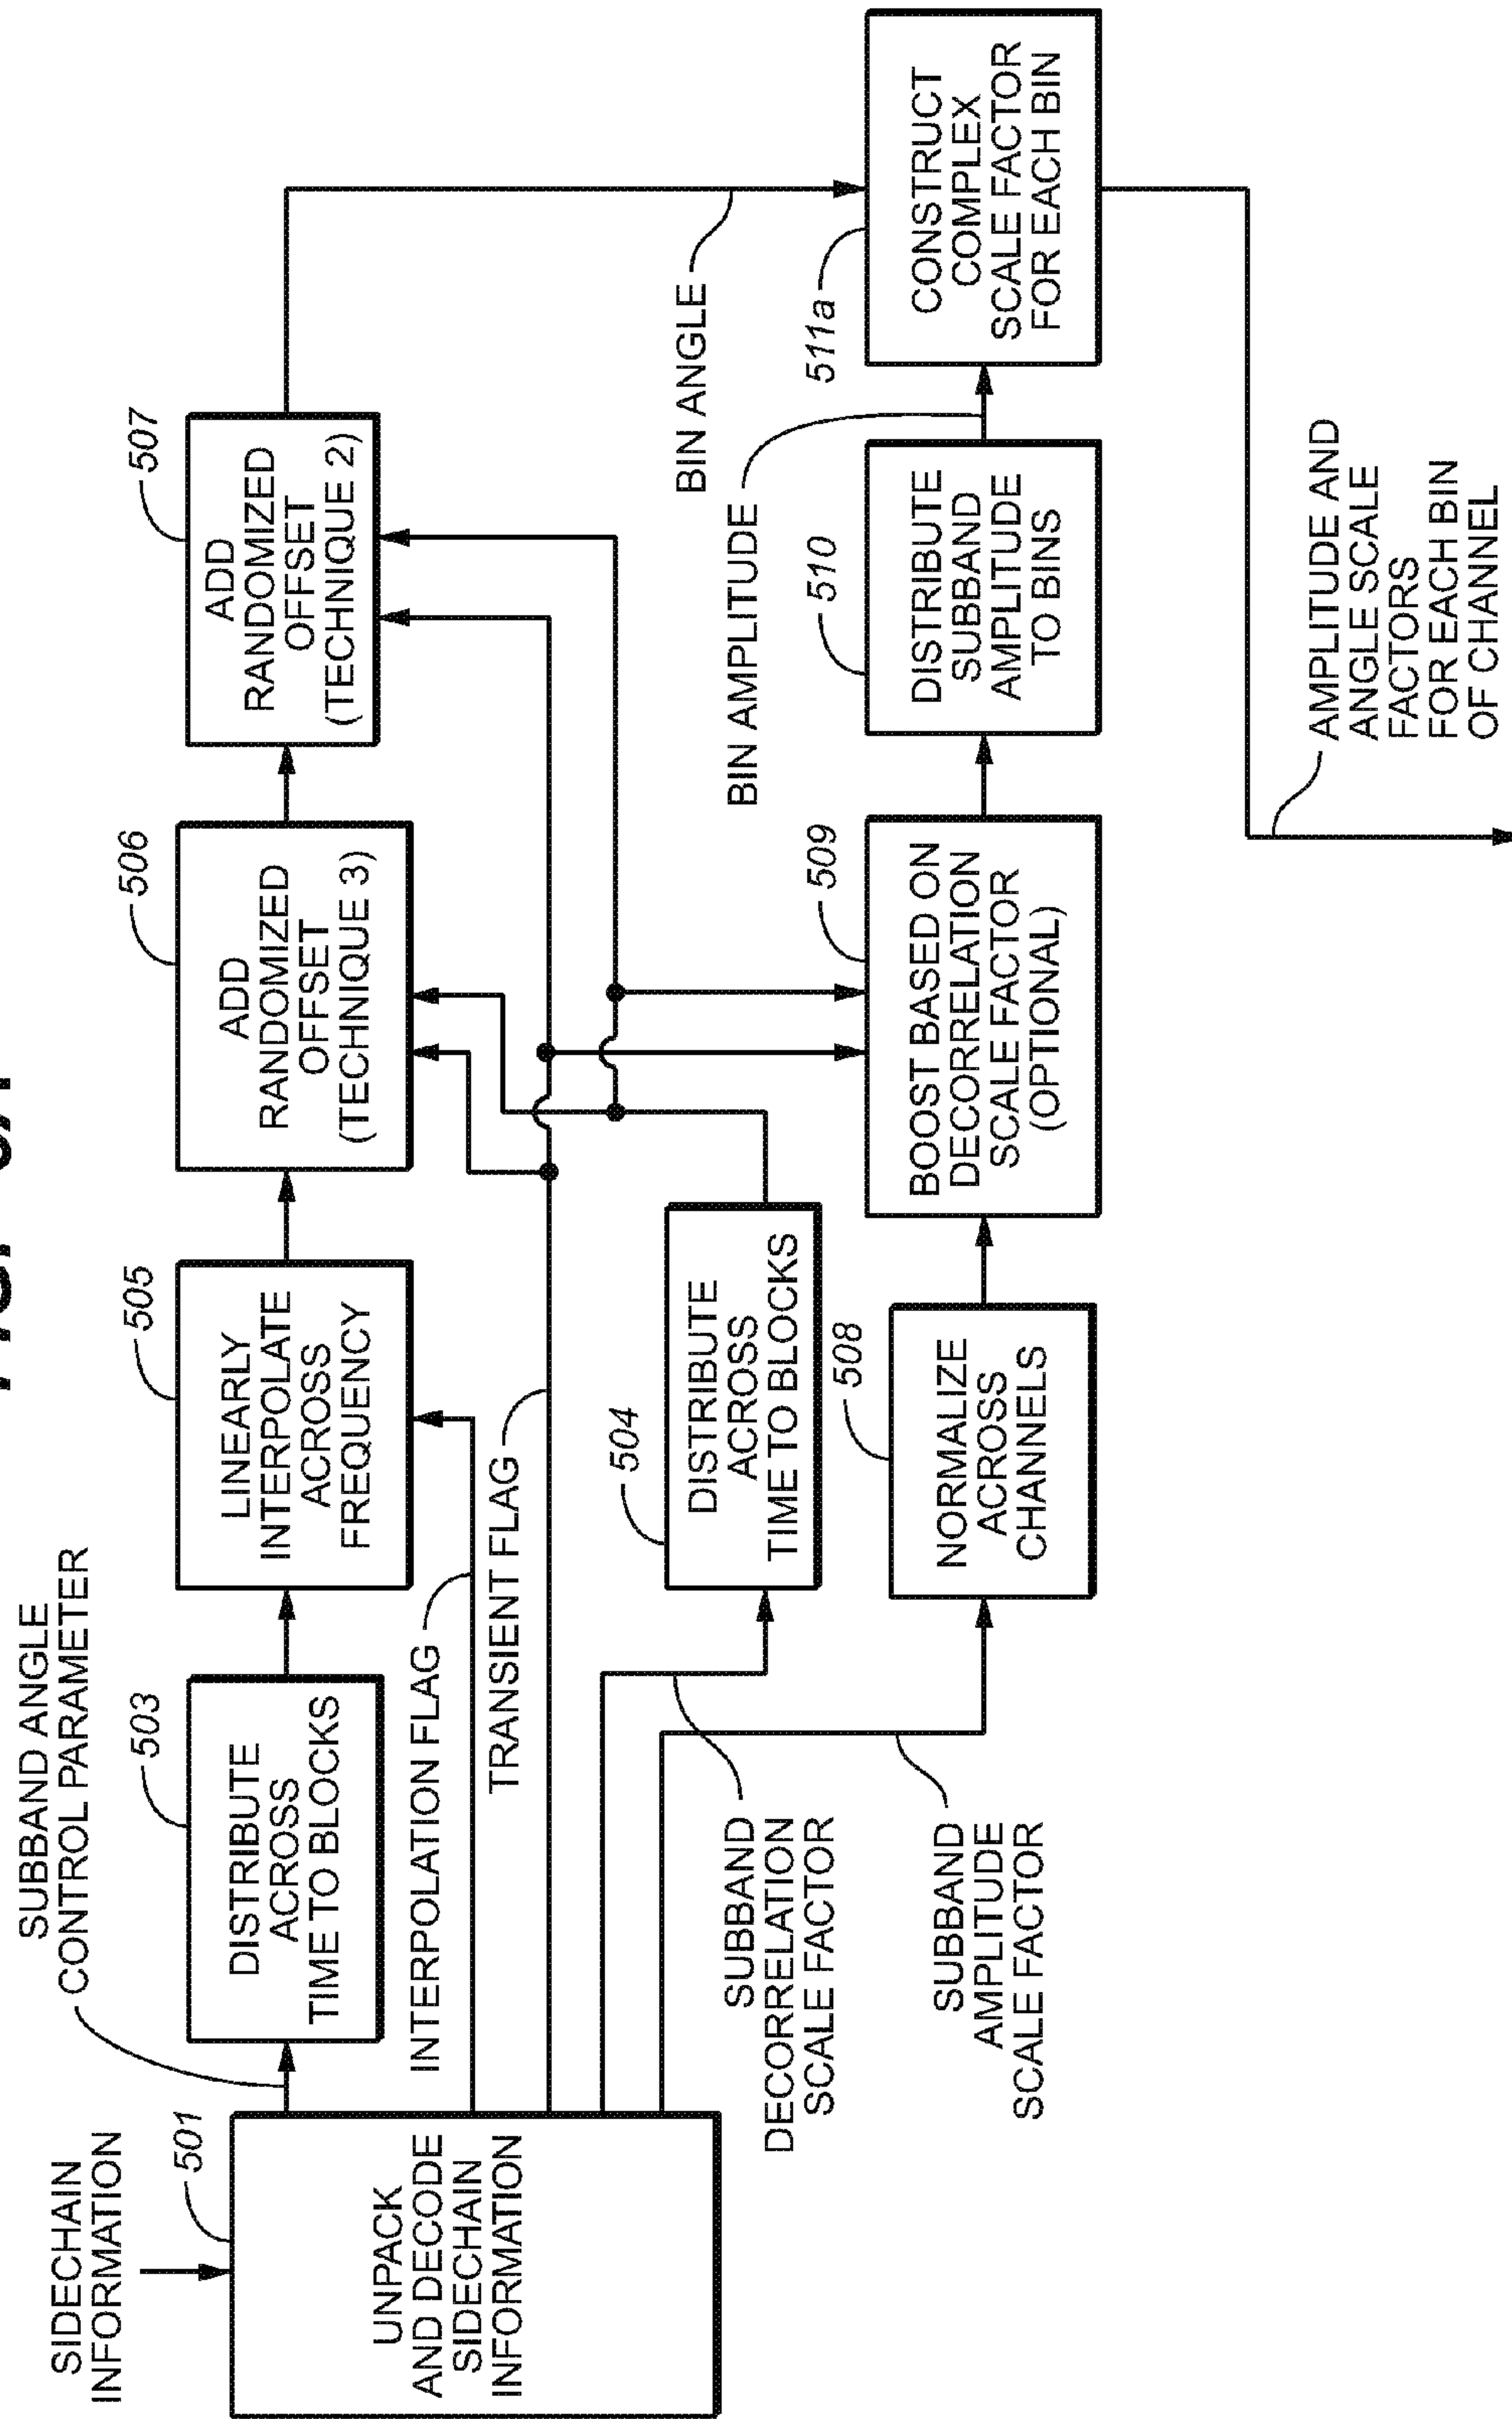 SIDECHAIN
INFORMATION
501
UNPACK
AND DECODE
SIDECHAIN
INFORMATION
SUBBAND ANGLE
CONTROL PARAMETER
503
DISTRIBUTE
ACROSS
TIME TO BLOCKS
505
LINEARLY
INTERPOLATE
ACROSS
FREQUENCY
506
ADD
RANDOMIZED
OFFSET
(TECHNIQUE 3)
507
ADD
RANDOMIZED
OFFSET
(TECHNIQUE 2)
INTERPOLATION FLAG
TRANSIENT FLAG
504
DISTRIBUTE
ACROSS
TIME TO BLOCKS
SUBBAND
DECORRELATION
SCALE FACTOR
SUBBAND
AMPLITUDE
SCALE FACTOR
508
NORMALIZE
ACROSS
CHANNELS
509
BOOST BASED ON
DECORRELATION
SCALE FACTOR
(OPTIONAL)
BIN AMPLITUDE
510
DISTRIBUTE
SUBBAND
AMPLITUDE
TO BINS
BIN ANGLE
511a
CONSTRUCT
COMPLEX
SCALE FACTOR
FOR EACH BIN
AMPLITUDE AND
ANGLE SCALE
FACTORS
FOR EACH BIN
OF CHANNEL